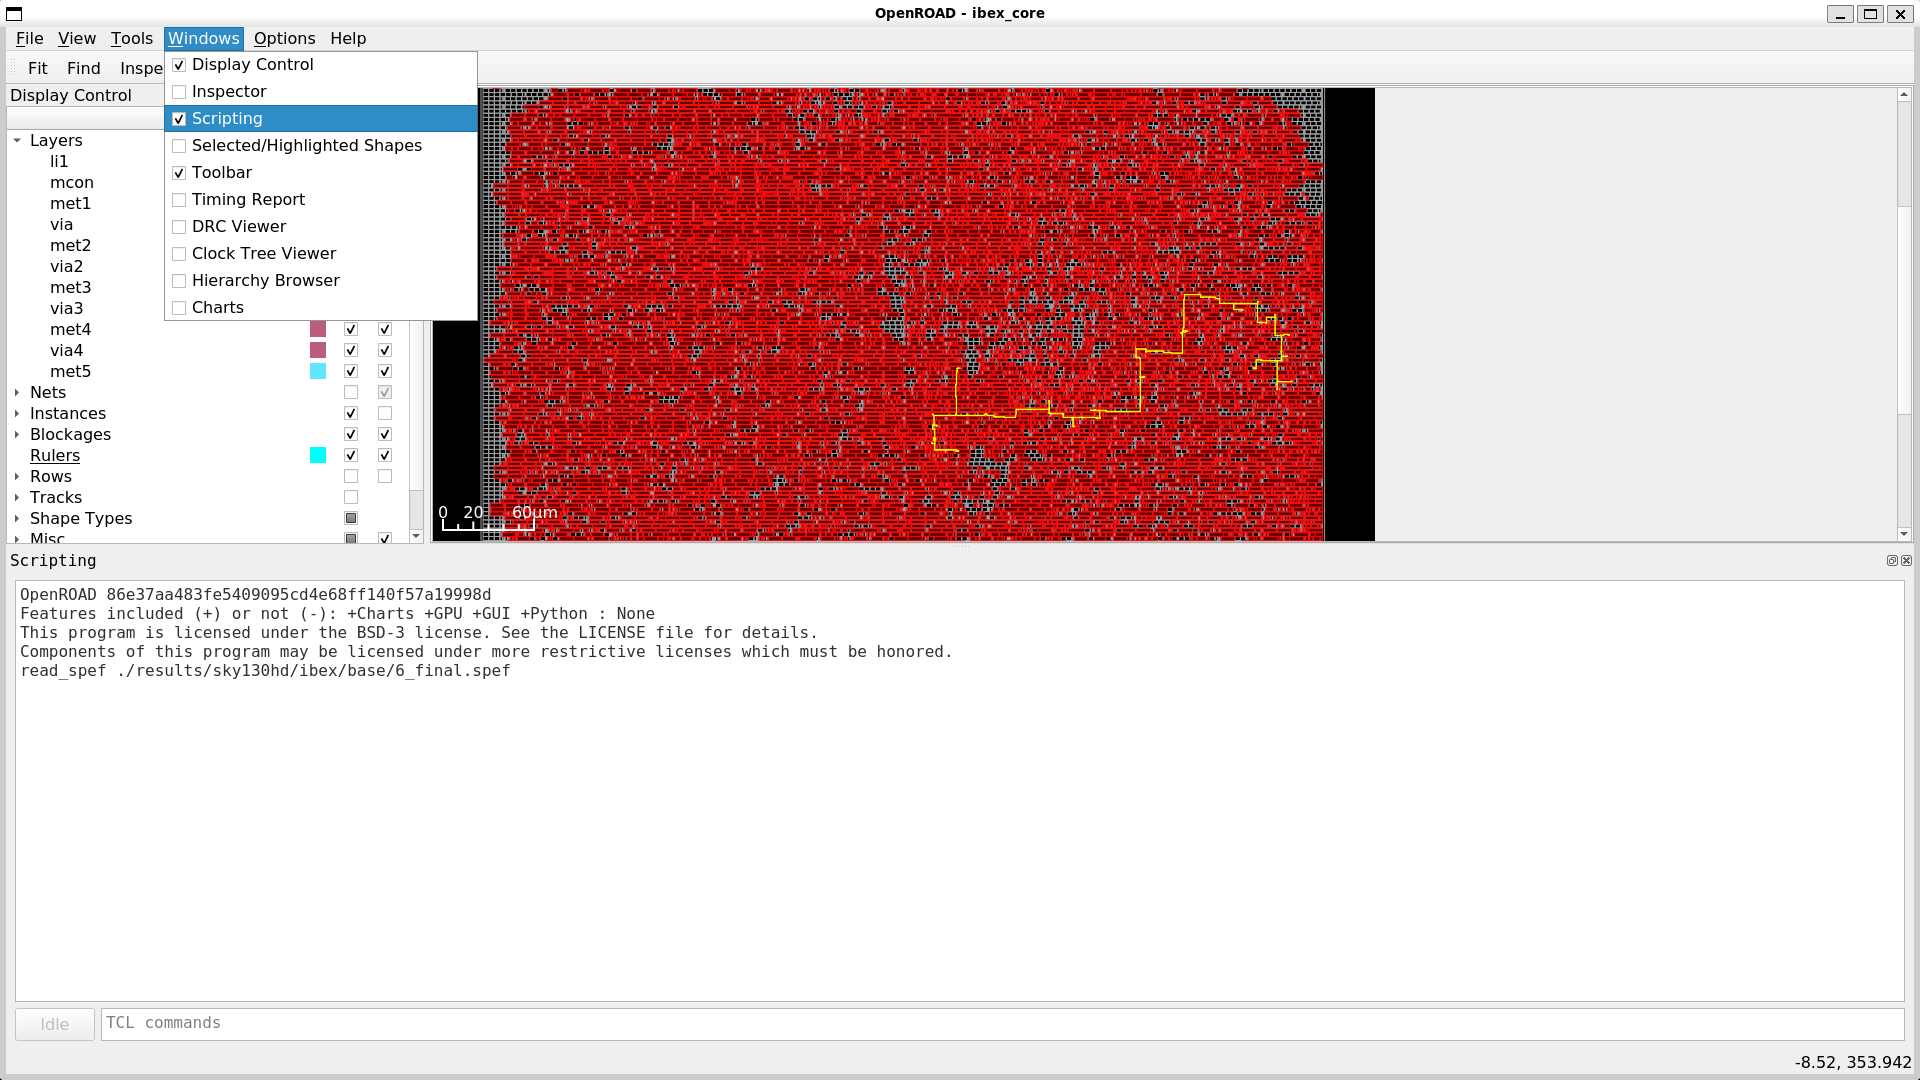 OpenROAD - ibex_core
File View Tools Windows Options Help
Fit Find Inspe
Display Control
Display Control
Inspector
Scripting
Selected/Highlighted Shapes
Toolbar
Timing Report
DRC Viewer
Clock Tree Viewer
Hierarchy Browser
Charts
Layers
li1
mcon
met1
via
met2
via2
met3
via3
met4
via4
met5
Nets
Instances
Blockages
Rulers
Rows
Tracks
Shape Types
Misc
0 20 60μm
Scripting
OpenROAD 86e37aa483fe5409095cd4e68ff140f57a19998d
Features included (+) or not (-): +Charts +GPU +GUI +Python : None
This program is licensed under the BSD-3 license. See the LICENSE file for details.
Components of this program may be licensed under more restrictive licenses which must be honored.
read_spef ./results/sky130hd/ibex/base/6_final.spef
Idle
TCL commands
-8.52, 353.942